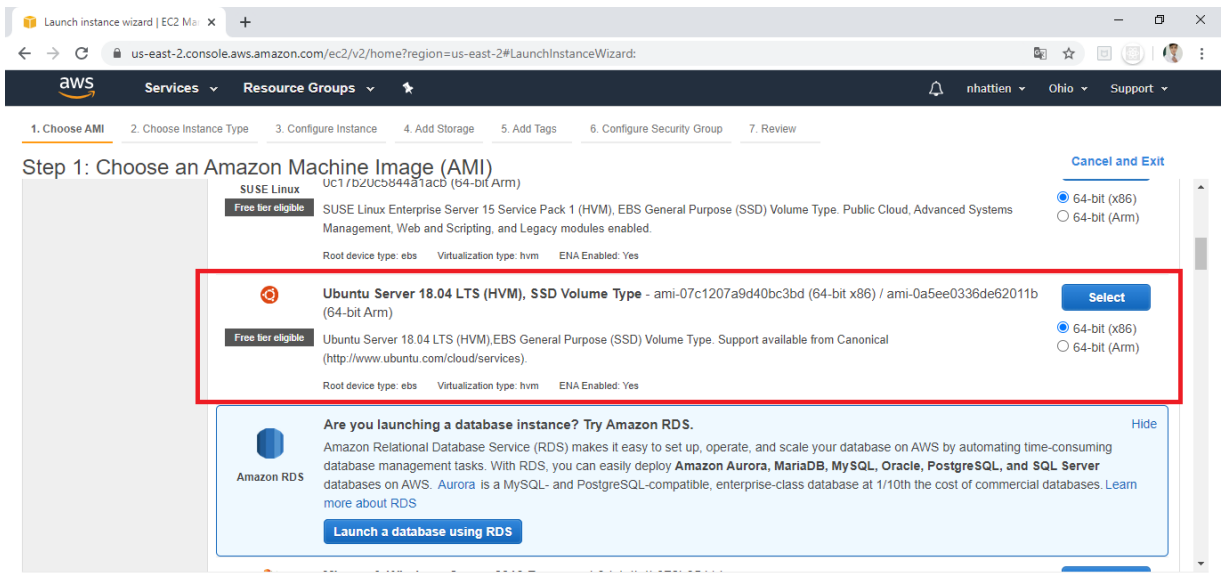 Launch instance wizard | EC2 Ma
us-east-2.console.aws.amazon.com/ec2/v2/home?region=us-east-2#LaunchInstanceWizard:
aws Services Resource Groups nhattien Ohio Support
1. Choose AMI 2. Choose Instance Type 3. Configure Instance 4. Add Storage 5. Add Tags 6. Configure Security Group 7. Review
Step 1: Choose an Amazon Machine Image (AMI) Cancel and Exit
SUSE Linux 0c17b20c5844a1acb (64-bit Arm)
Free tier eligible
SUSE Linux Enterprise Server 15 Service Pack 1 (HVM), EBS General Purpose (SSD) Volume Type. Public Cloud, Advanced Systems
Management, Web and Scripting, and Legacy modules enabled.
Root device type: ebs Virtualization type: hvm ENA Enabled: Yes
64-bit (x86)
64-bit (Arm)
Ubuntu Server 18.04 LTS (HVM), SSD Volume Type - ami-07c1207a9d40bc3bd (64-bit x86) / ami-0a5ee0336de62011b
(64-bit Arm)
Free tier eligible
Ubuntu Server 18.04 LTS (HVM),EBS General Purpose (SSD) Volume Type. Support available from Canonical
(http://www.ubuntu.com/cloud/services).
Root device type: ebs Virtualization type: hvm ENA Enabled: Yes
Select
64-bit (x86)
64-bit (Arm)
Amazon RDS
Are you launching a database instance? Try Amazon RDS. Hide
Amazon Relational Database Service (RDS) makes it easy to set up, operate, and scale your database on AWS by automating time-consuming
database management tasks. With RDS, you can easily deploy Amazon Aurora, MariaDB, MySQL, Oracle, PostgreSQL, and SQL Server
databases on AWS. Aurora is a MySQL- and PostgreSQL-compatible, enterprise-class database at 1/10th the cost of commercial databases. Learn
more about RDS
Launch a database using RDS